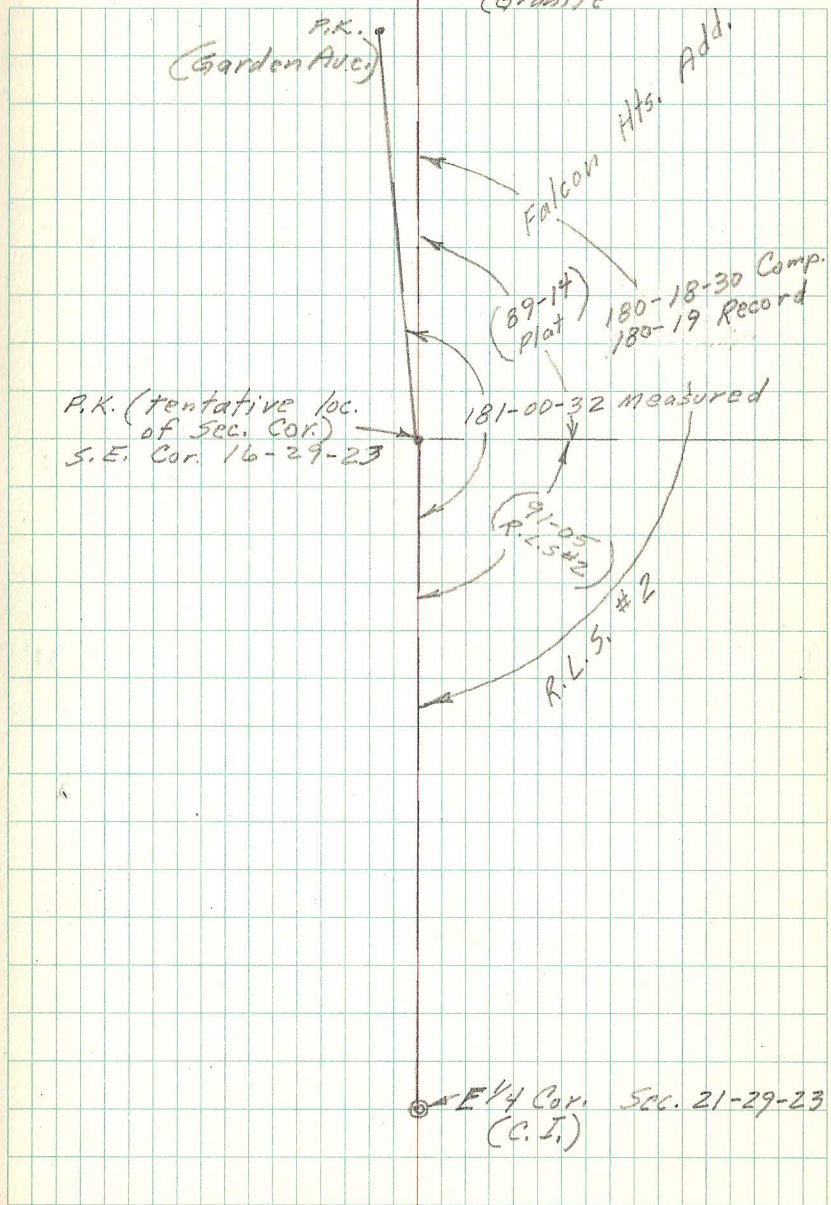 (Granite
P.K.
(Garden Ave.)
Falcon Hts. Add.
(89-14
Plat)
180-18-30 Comp.
180-19 Record
181-00-32 Measured
P.K. (tentative loc.
of Sec. Cor.)
S.E. Cor. 16-29-23
(91-05
R.L.S #2)
R.L.S. #2
E 1/4 Cor. Sec. 21-29-23
(C.I.)